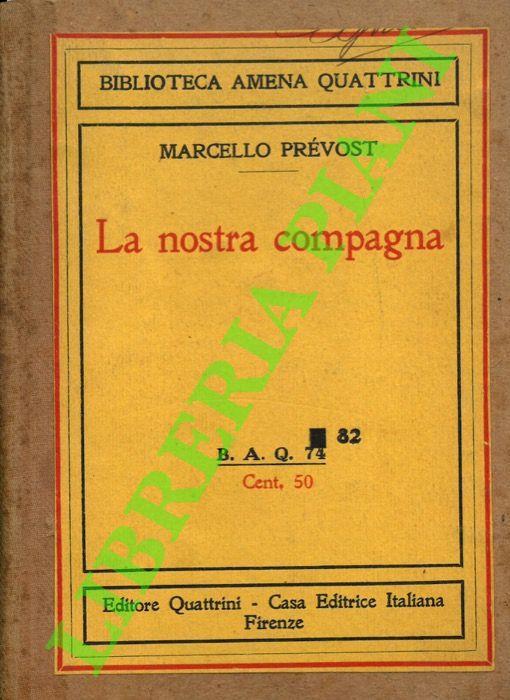 BIBLIOTECA AMENA QUATTRINI
MARCELLO PRÉVOST
La nostra compagna
82
B. A. Q. 74
Cent. 50
Editore Quattrini - Casa Editrice Italiana
Firenze
LIBRERIA PIANI